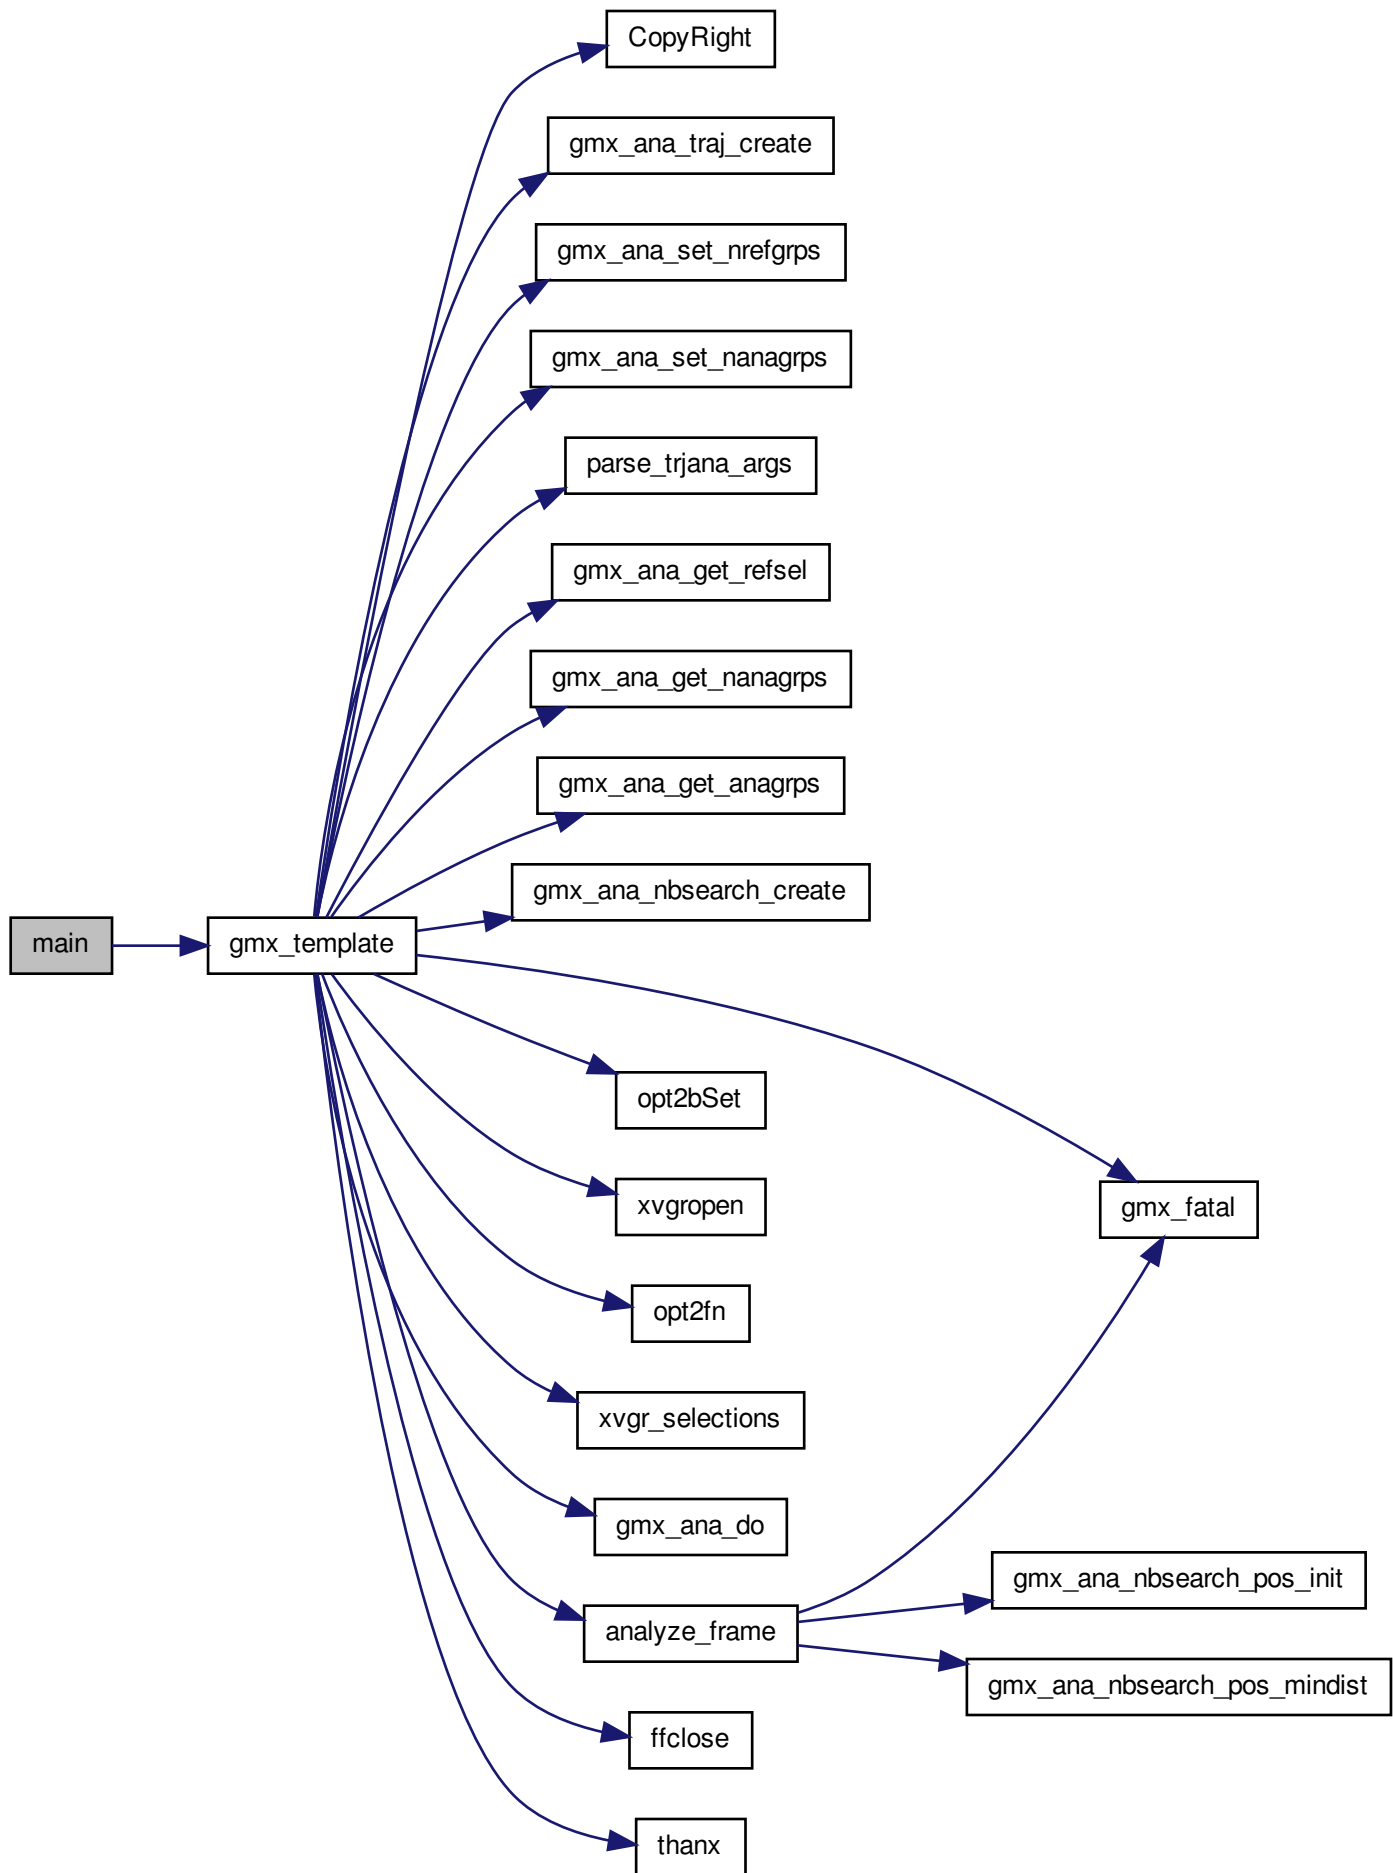 CopyRight
gmx_ana_traj_create
gmx_ana_set_nrefgrps
gmx_ana_set_nanagrps
parse_trjana_args
gmx_ana_get_refsel
gmx_ana_get_nanagrps
gmx_ana_get_anagrps
gmx_ana_nbsearch_create
main
gmx_template
opt2bSet
xvgropen
gmx_fatal
opt2fn
xvgr_selections
gmx_ana_do
gmx_ana_nbsearch_pos_init
analyze_frame
gmx_ana_nbsearch_pos_mindist
ffclose
thanx